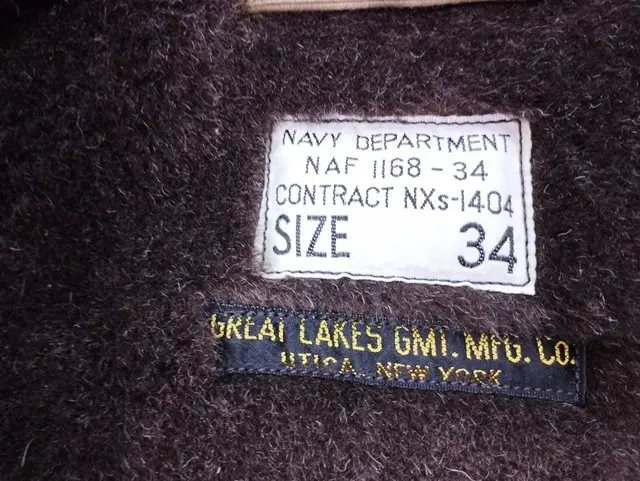 NAVY DEPARTMENT
NAF 1168-34
CONTRACT NXs-1404
SIZE 34
GREAT LAKES GMT. MFG. CO.
UTICA, NEW YORK